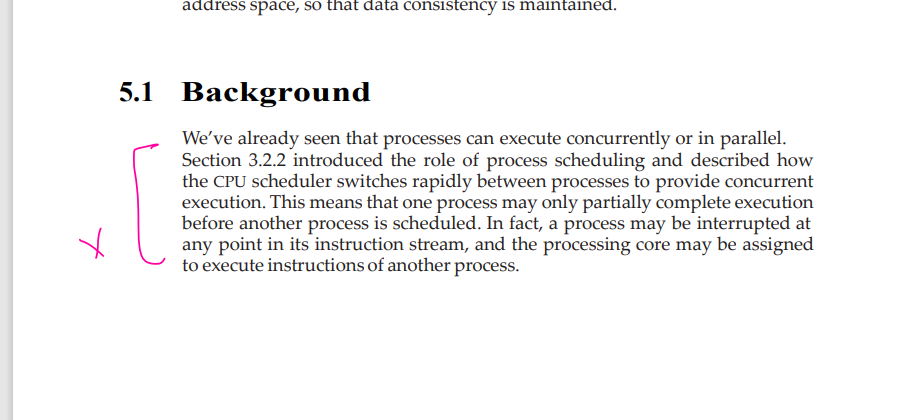 address space, so that data consistency is maintained.
5.1 Background
We've already seen that processes can execute concurrently or in parallel.
Section 3.2.2 introduced the role of process scheduling and described how
the CPU scheduler switches rapidly between processes to provide concurrent
execution. This means that one process may only partially complete execution
before another process is scheduled. In fact, a process may be interrupted at
any point in its instruction stream, and the processing core may be assigned
to execute instructions of another process.